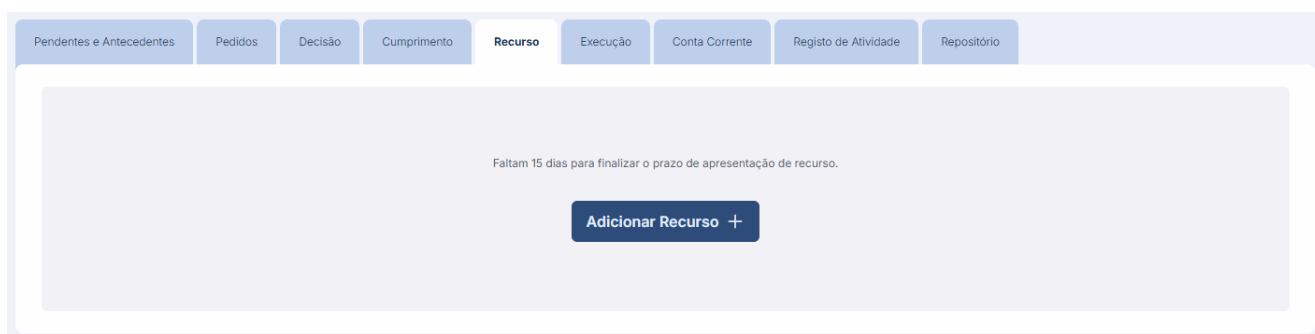 Pendentes e Antecedentes Pedidos Decisão Cumprimento Recurso Execução Conta Corrente Registo de Atividade Repositório
Faltam 15 dias para finalizar o prazo de apresentação de recurso.
Adicionar Recurso +